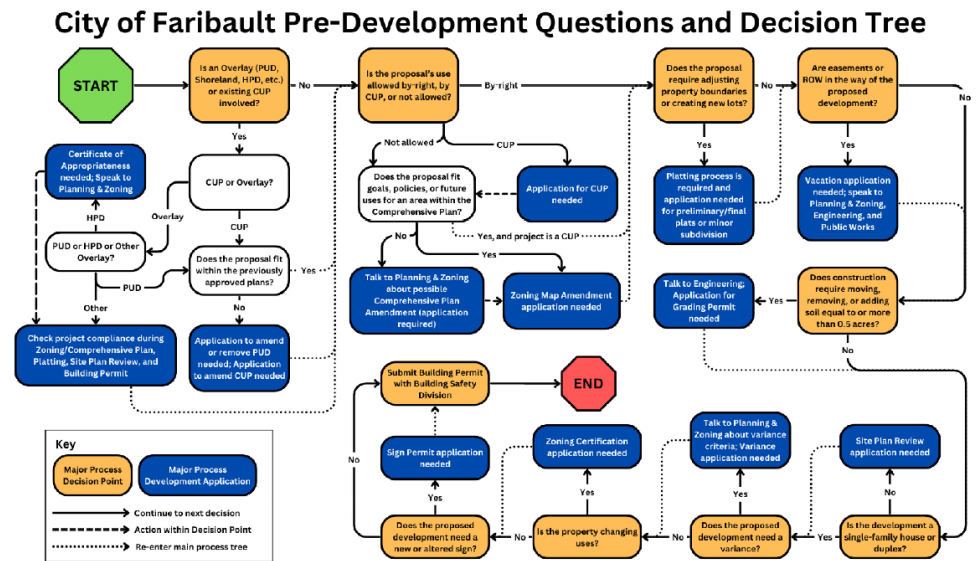 City of Faribault Pre-Development Questions and Decision Tree
START
Is an Overlay (PUD,
Shoreland, HPD, etc.)
or existing CUP
involved?
No
Is the proposal's use
allowed by-right, by
CUP, or not allowed?
By-right
Does the proposal
require adjusting
property boundaries
or creating new lots?
No
Are easements or
ROW in the way of the
proposed
development?
No
Yes
Not allowed
CUP
Yes
Yes
Certificate of
Appropriateness
needed; Speak to
Planning & Zoning
CUP or Overlay?
Does the proposal fit
goals, policies, or future
uses for an area within the
Comprehensive Plan?
Application for CUP
needed
Platting process is
required and
application needed
for preliminary/final
plats or minor
subdivision
Vacation application
needed; speak to
Planning & Zoning,
Engineering, and
Public Works
HPD
Overlay
CUP
No
Yes, and project is a CUP
Yes
PUD or HPD or Other
Overlay?
PUD
Does the proposal fit
within the previously
approved plans?
Yes
Other
No
Talk to Planning & Zoning
about possible
Comprehensive Plan
Amendment (application
required)
Zoning Map Amendment
application needed
Talk to Engineering;
Application for
Grading Permit
needed
Yes
Does construction
require moving,
removing, or adding
soil equal to or more
than 0.5 acres?
No
Check project compliance during
Zoning/Comprehensive Plan,
Platting, Site Plan Review, and
Building Permit
Application to amend
or remove PUD
needed; Application
to amend CUP needed
Submit Building Permit
with Building Safety
Division
END
Key
Major Process
Decision Point
Major Process
Development Application
Continue to next decision
Action within Decision Point
Re-enter main process tree
No
Sign Permit application
needed
Zoning Certification
application needed
Talk to Planning &
Zoning about variance
criteria; Variance
application needed
Site Plan Review
application needed
Yes
Yes
Yes
No
Does the proposed
development need a
new or altered sign?
No
Is the property changing
uses?
No
Does the proposed
development need a
variance?
Yes
Is the development a
single-family house or
duplex?